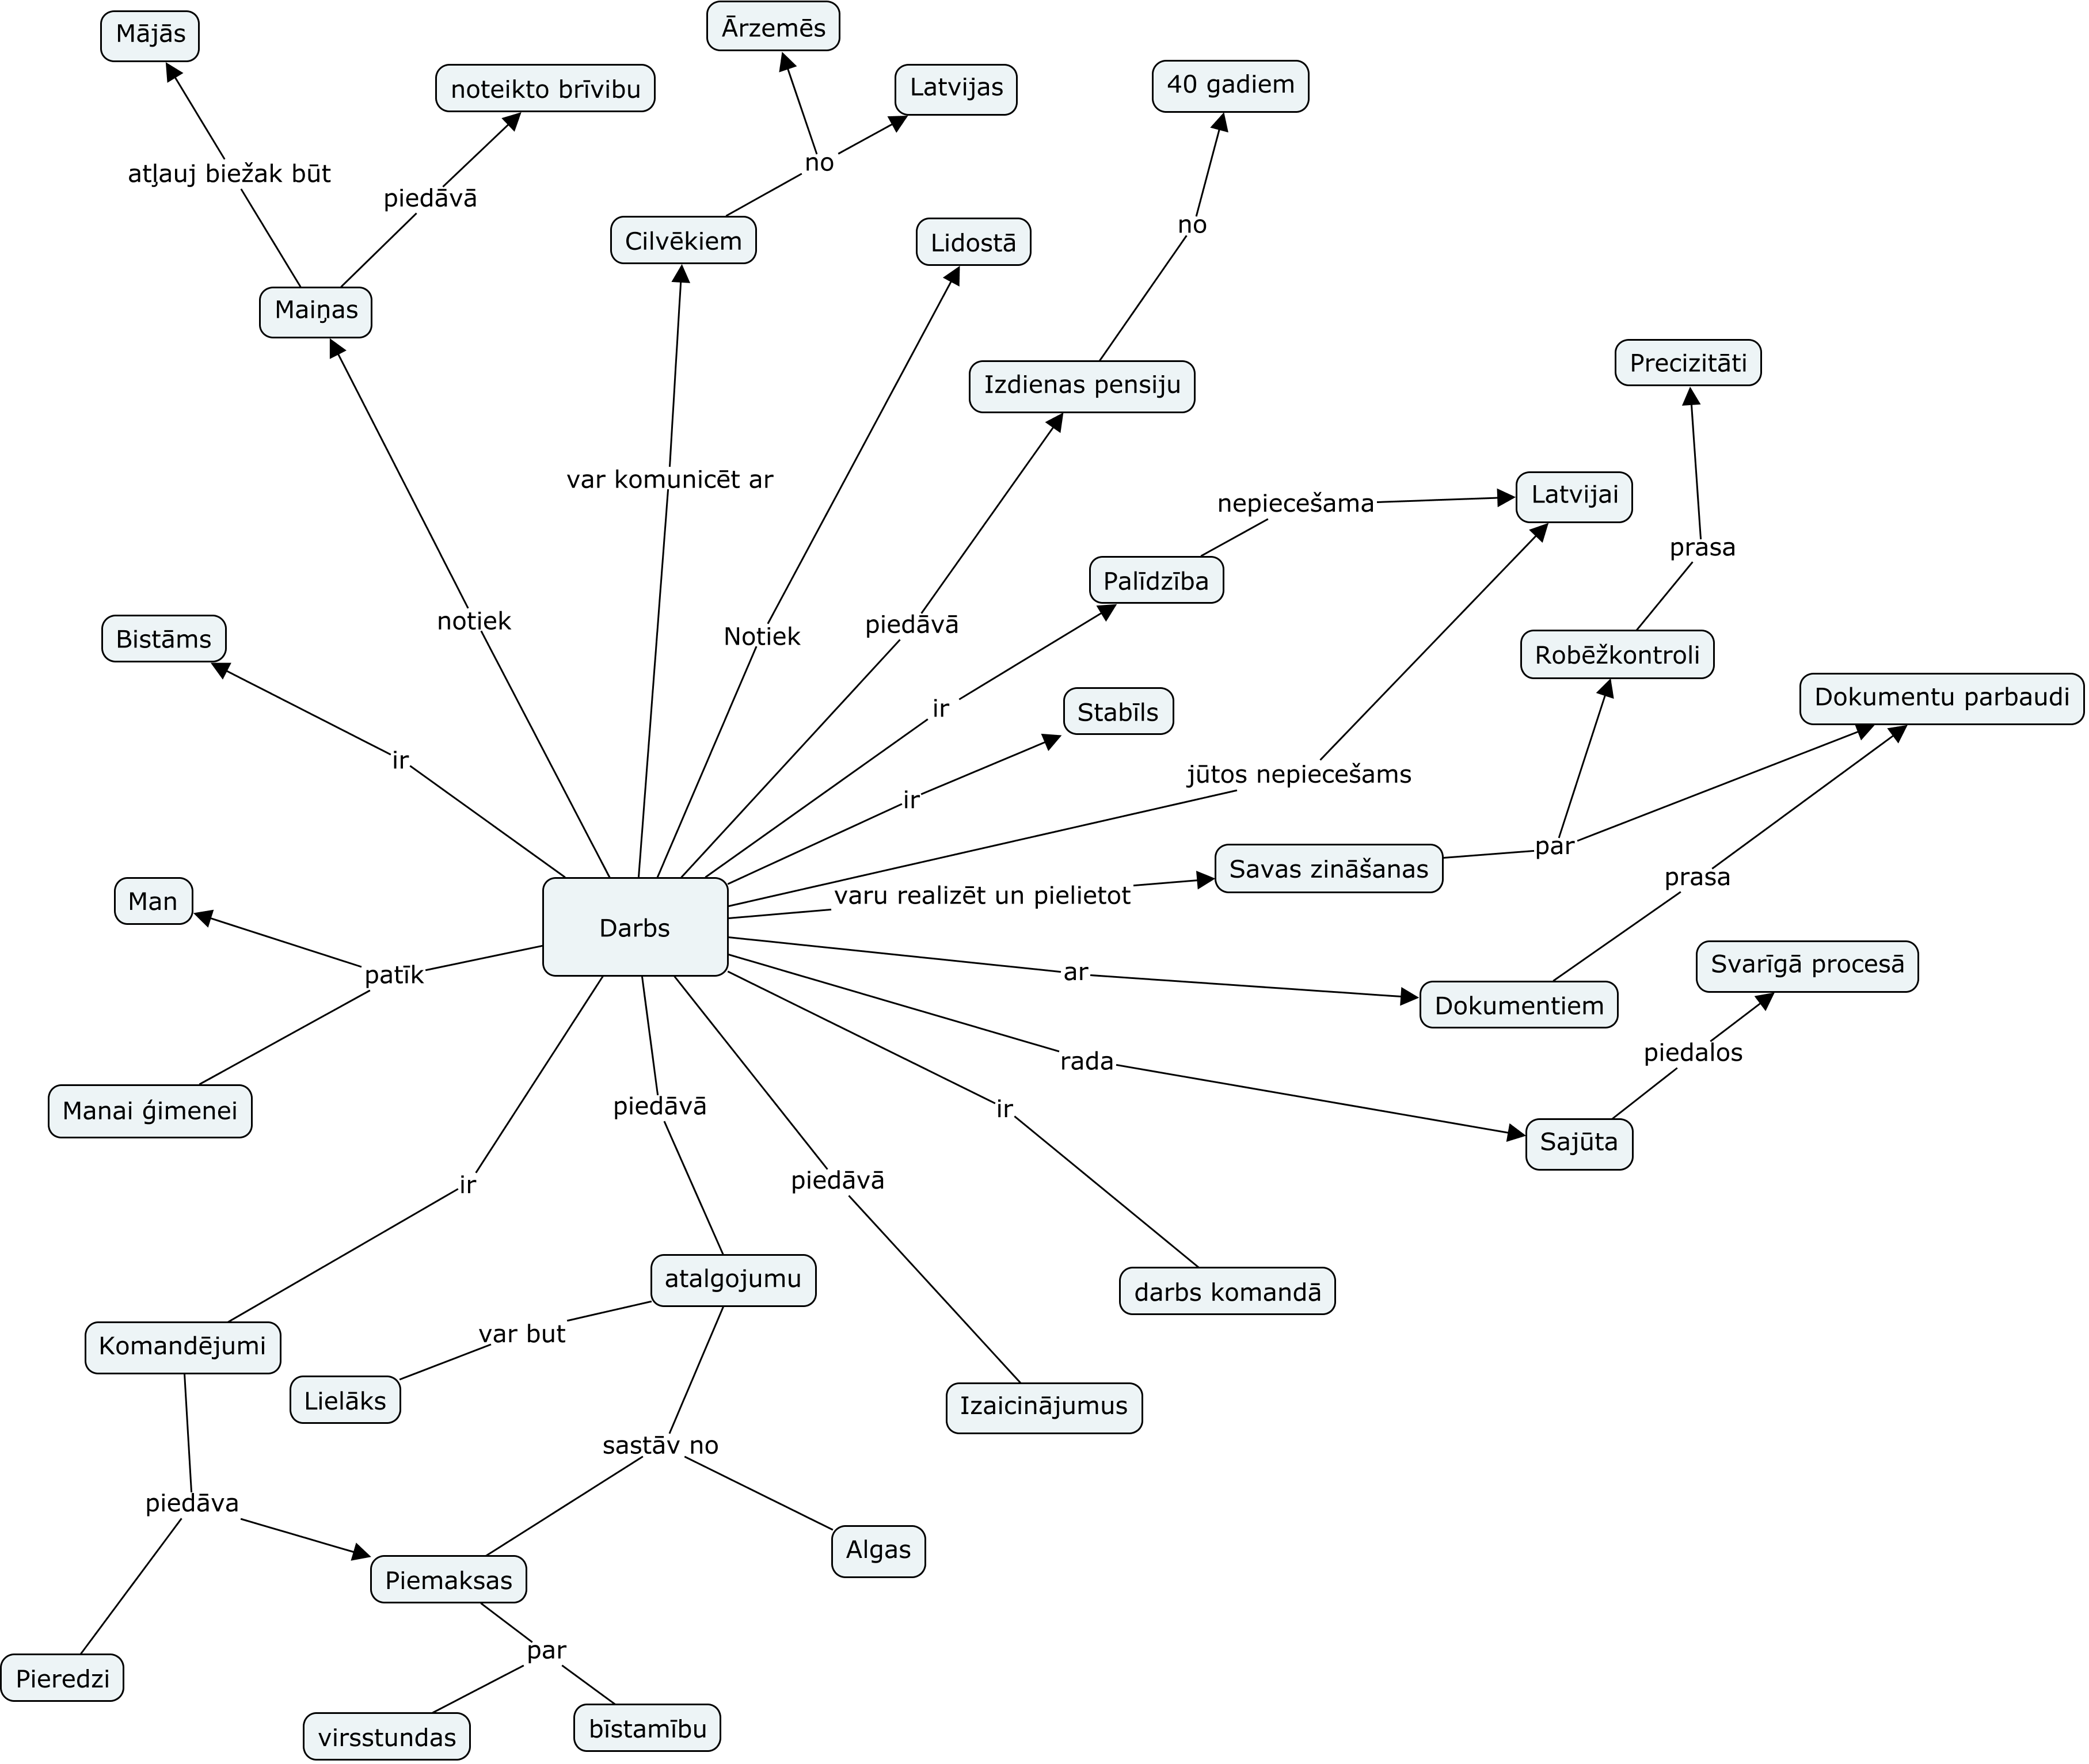 Ārzemēs
Mājās
noteikto brīvibu
Latvijas
40 gadiem
no
atļauj biežak būt
piedāvā
no
Cilvēkiem
Lidostā
Maiņas
Precizitāti
Izdienas pensiju
var komunicēt ar
Latvijai
nepiecešama
prasa
Palīdzība
notiek
piedāvā
Notiek
Bistāms
Robēžkontroli
Dokumentu parbaudi
ir
Stabīls
ir
jūtos nepiecešams
ir
par
Savas zināšanas
prasa
varu realizēt un pielietot
Man
Darbs
Svarīgā procesā
patīk
ar
Dokumentiem
piedalos
rada
piedāvā
ir
Manai ģimenei
Sajūta
piedāvā
ir
atalgojumu
darbs komandā
var but
Komandējumi
Lielāks
Izaicinājumus
sastāv no
piedāva
Algas
Piemaksas
par
Pieredzi
bīstamību
virsstundas